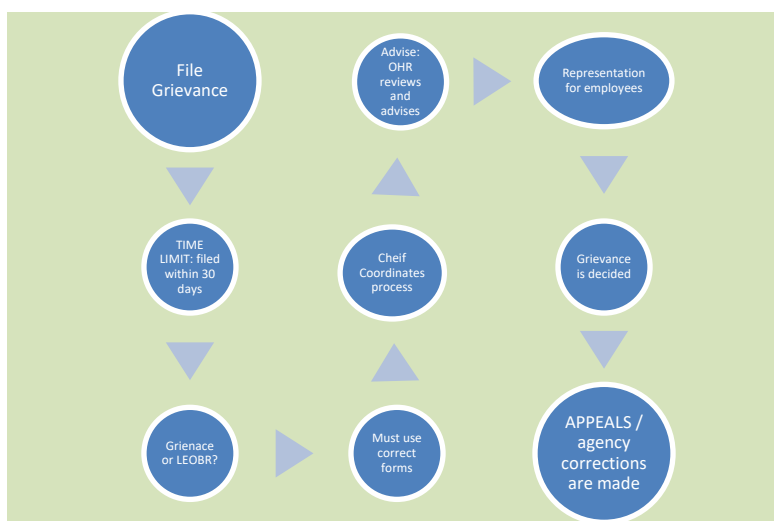 File
Grievance
TIME
LIMIT: filed
within 30
days
Grienace
or LEOBR?
Must use
correct
forms
Cheif
Coordinates
process
Advise:
OHR
reviews
and
advises
Representation
for employees
Grievance
is decided
APPEALS /
agency
corrections
are made